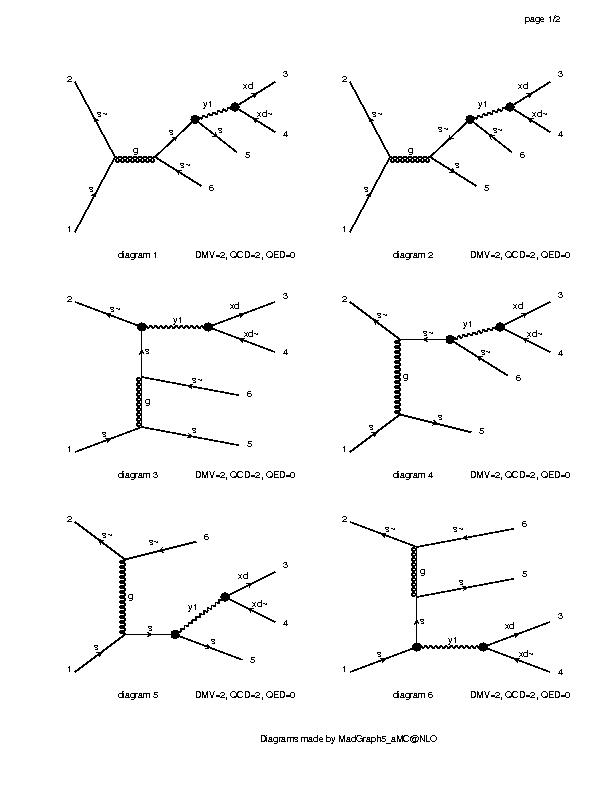 page 1/2
2
s~
s
1
g
s
y1
xd
3
xd~
4
s
5
s~
6
diagram 1
DMV=2, QCD=2, QED=0
2
s~
s
1
g
s~
y1
xd
3
xd~
4
s~
6
s
5
diagram 2
DMV=2, QCD=2, QED=0
2
s~
y1
xd
3
xd~
4
s
s~
6
g
s
1
s
5
diagram 3
DMV=2, QCD=2, QED=0
2
s~
s~
y1
xd
3
xd~
4
s~
6
g
s
1
s
5
diagram 4
DMV=2, QCD=2, QED=0
2
s~
s~
6
g
s
1
s
y1
xd
3
xd~
4
s
5
diagram 5
DMV=2, QCD=2, QED=0
2
s~
s~
6
g
s
5
s
s
1
y1
xd
3
xd~
4
diagram 6
DMV=2, QCD=2, QED=0
Diagrams made by MadGraph5_aMC@NLO